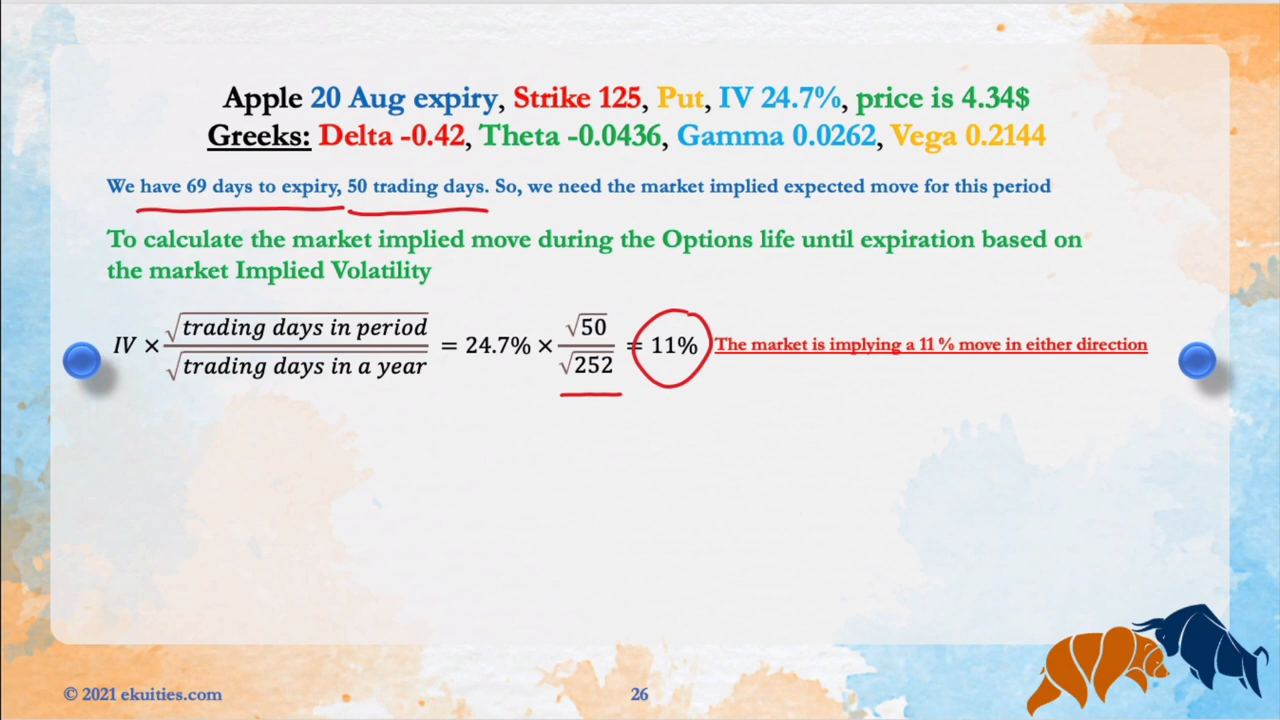 Apple 20 Aug expiry, Strike 125, Put, IV 24.7%, price is 4.34$
Greeks: Delta -0.42, Theta -0.0436, Gamma 0.0262, Vega 0.2144
We have 69 days to expiry, 50 trading days. So, we need the market implied expected move for this period
To calculate the market implied move during the Options life until expiration based on
the market Implied Volatility
IV × √trading days in period / √trading days in a year = 24.7% × √50 / √252 = 11% The market is implying a 11 % move in either direction
© 2021 ekuities.com
26